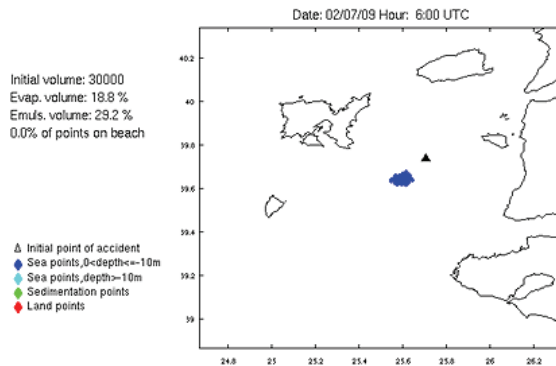 Date: 02/07/09 Hour: 6:00 UTC
Initial volume: 30000
Evap. volume: 18.8 %
Emuls. volume: 29.2 %
0.0% of points on beach
Initial point of accident
Sea points,0<depth<=-10m
Sea points,depth>-10m
Sedimentation points
Land points
40.2
40
39.8
39.6
39.4
39.2
39
24.8 25 25.2 25.4 25.6 25.8 26 26.2